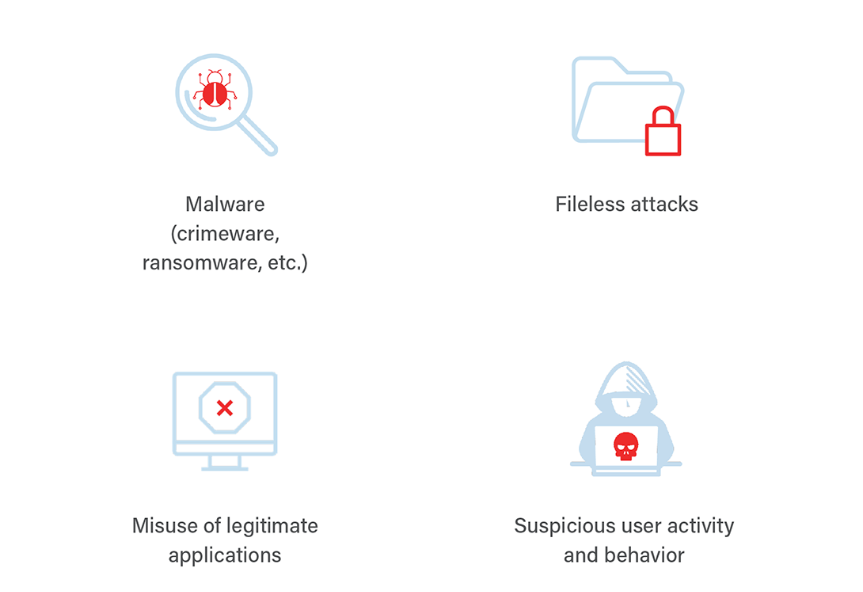 Malware
(crimeware,
ransomware, etc.)
Fileless attacks
Misuse of legitimate
applications
Suspicious user activity
and behavior